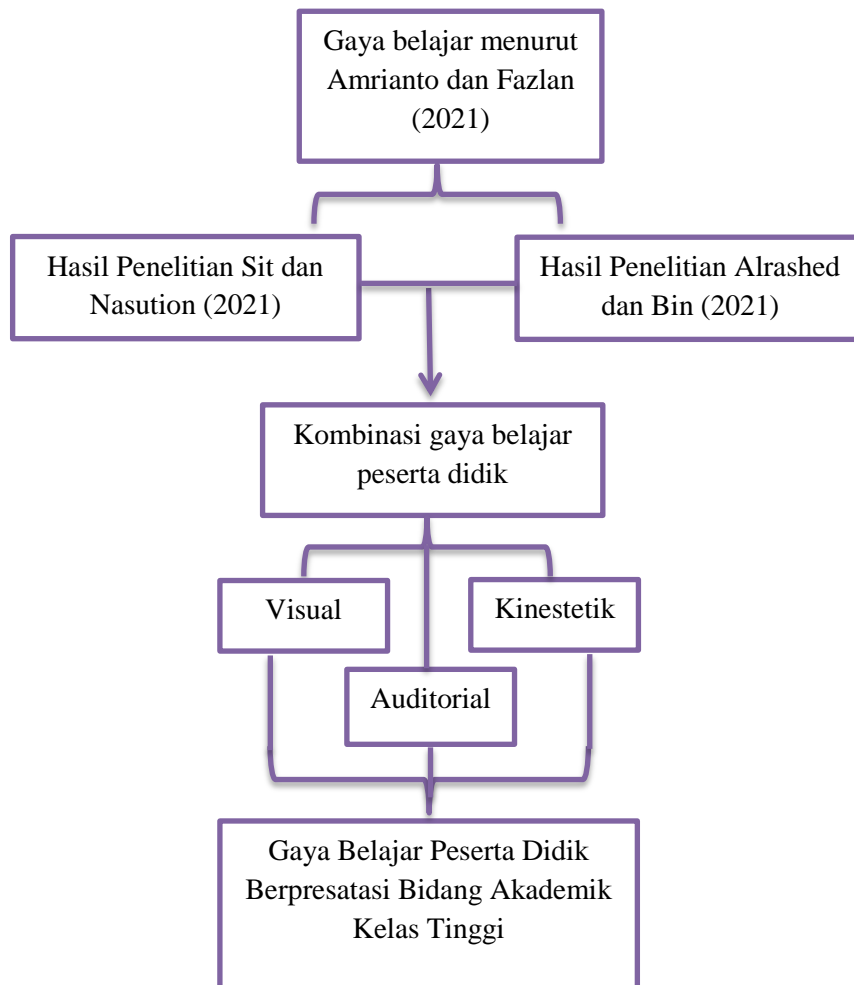 Gaya belajar menurut
Amrianto dan Fazlan
(2021)
Hasil Penelitian Sit dan
Nasution (2021)
Hasil Penelitian Alrashed
dan Bin (2021)
Kombinasi gaya belajar
peserta didik
Visual
Kinestetik
Auditorial
Gaya Belajar Peserta Didik
Berpresatasi Bidang Akademik
Kelas Tinggi